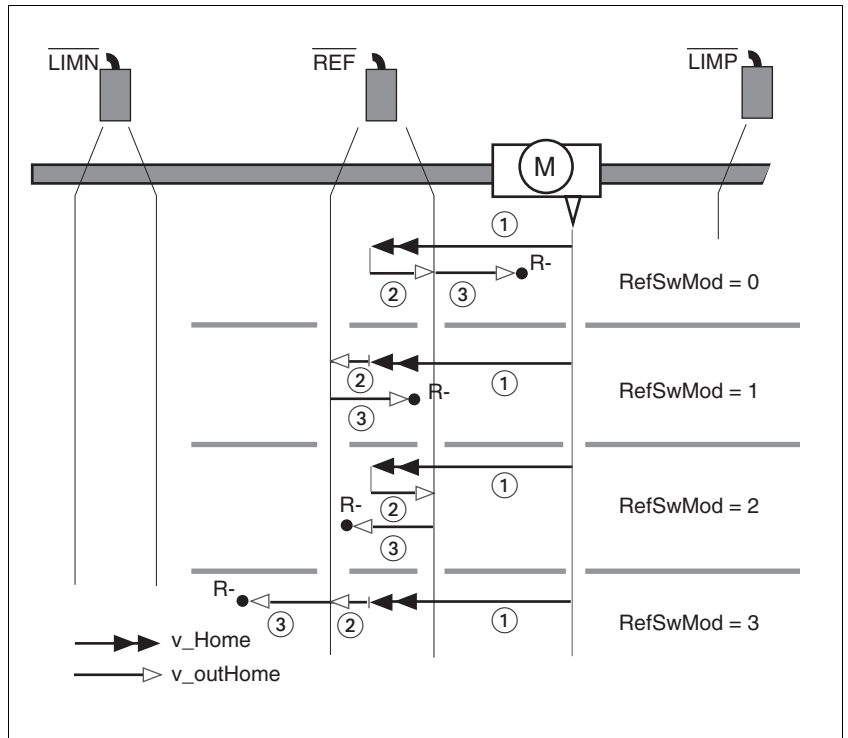 LIMN
REF
LIMP
M
1
R-
2
3
RefSwMod = 0
2
1
R-
3
RefSwMod = 1
1
2
R-
3
RefSwMod = 2
R-
3
2
1
RefSwMod = 3
v_Home
v_outHome